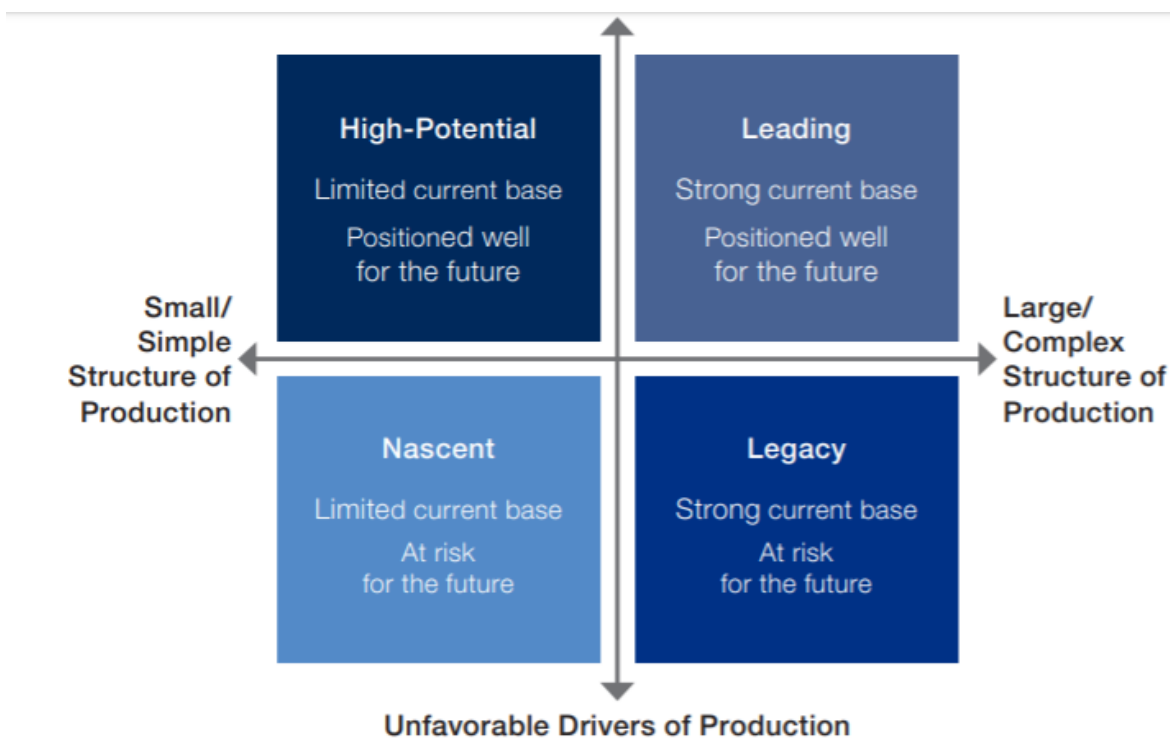 High-Potential
Limited current base
Positioned well
for the future
Leading
Strong current base
Positioned well
for the future
Small/
Simple
Structure of
Production
Large/
Complex
Structure of
Production
Nascent
Limited current base
At risk
for the future
Legacy
Strong current base
At risk
for the future
Unfavorable Drivers of Production